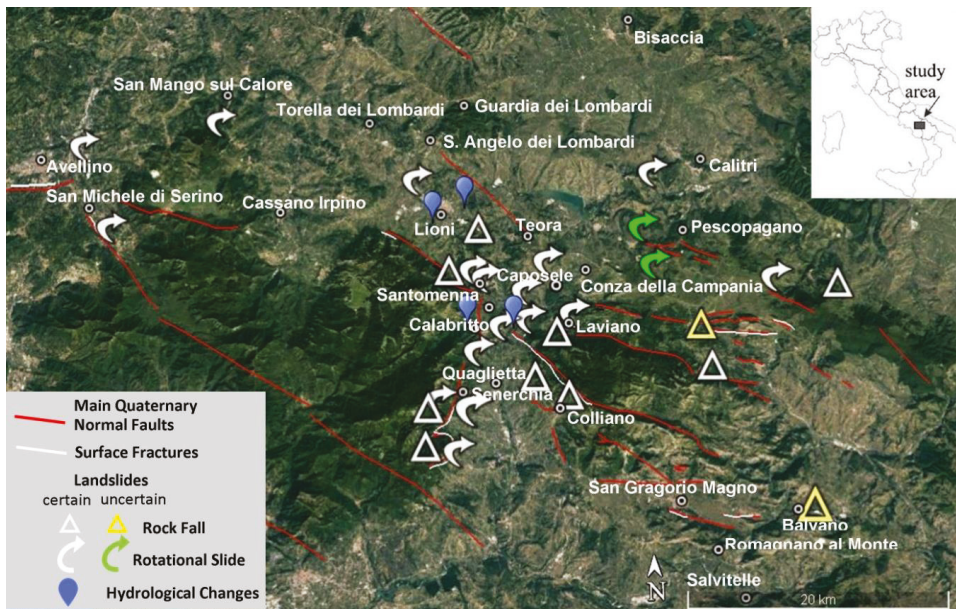 Bisaccia
study
area
San Mango sul Calore
Torella dei Lombardi
Guardia dei Lombardi
S. Angelo dei Lombardi
Avellino
Calitri
San Michele di Serino
Cassano Irpino
Lioni
Teora
Pescopagano
Caposele
Conza della Campania
Santomenna
Calabritto
Laviano
Quaglietta
Senerchia
Colliano
San Gragorio Magno
Balvano
Romagnano al Monte
Salvitelle
Main Quaternary
Normal Faults
Surface Fractures
Landslides
certain uncertain
Rock Fall
Rotational Slide
Hydrological Changes
N
20 km